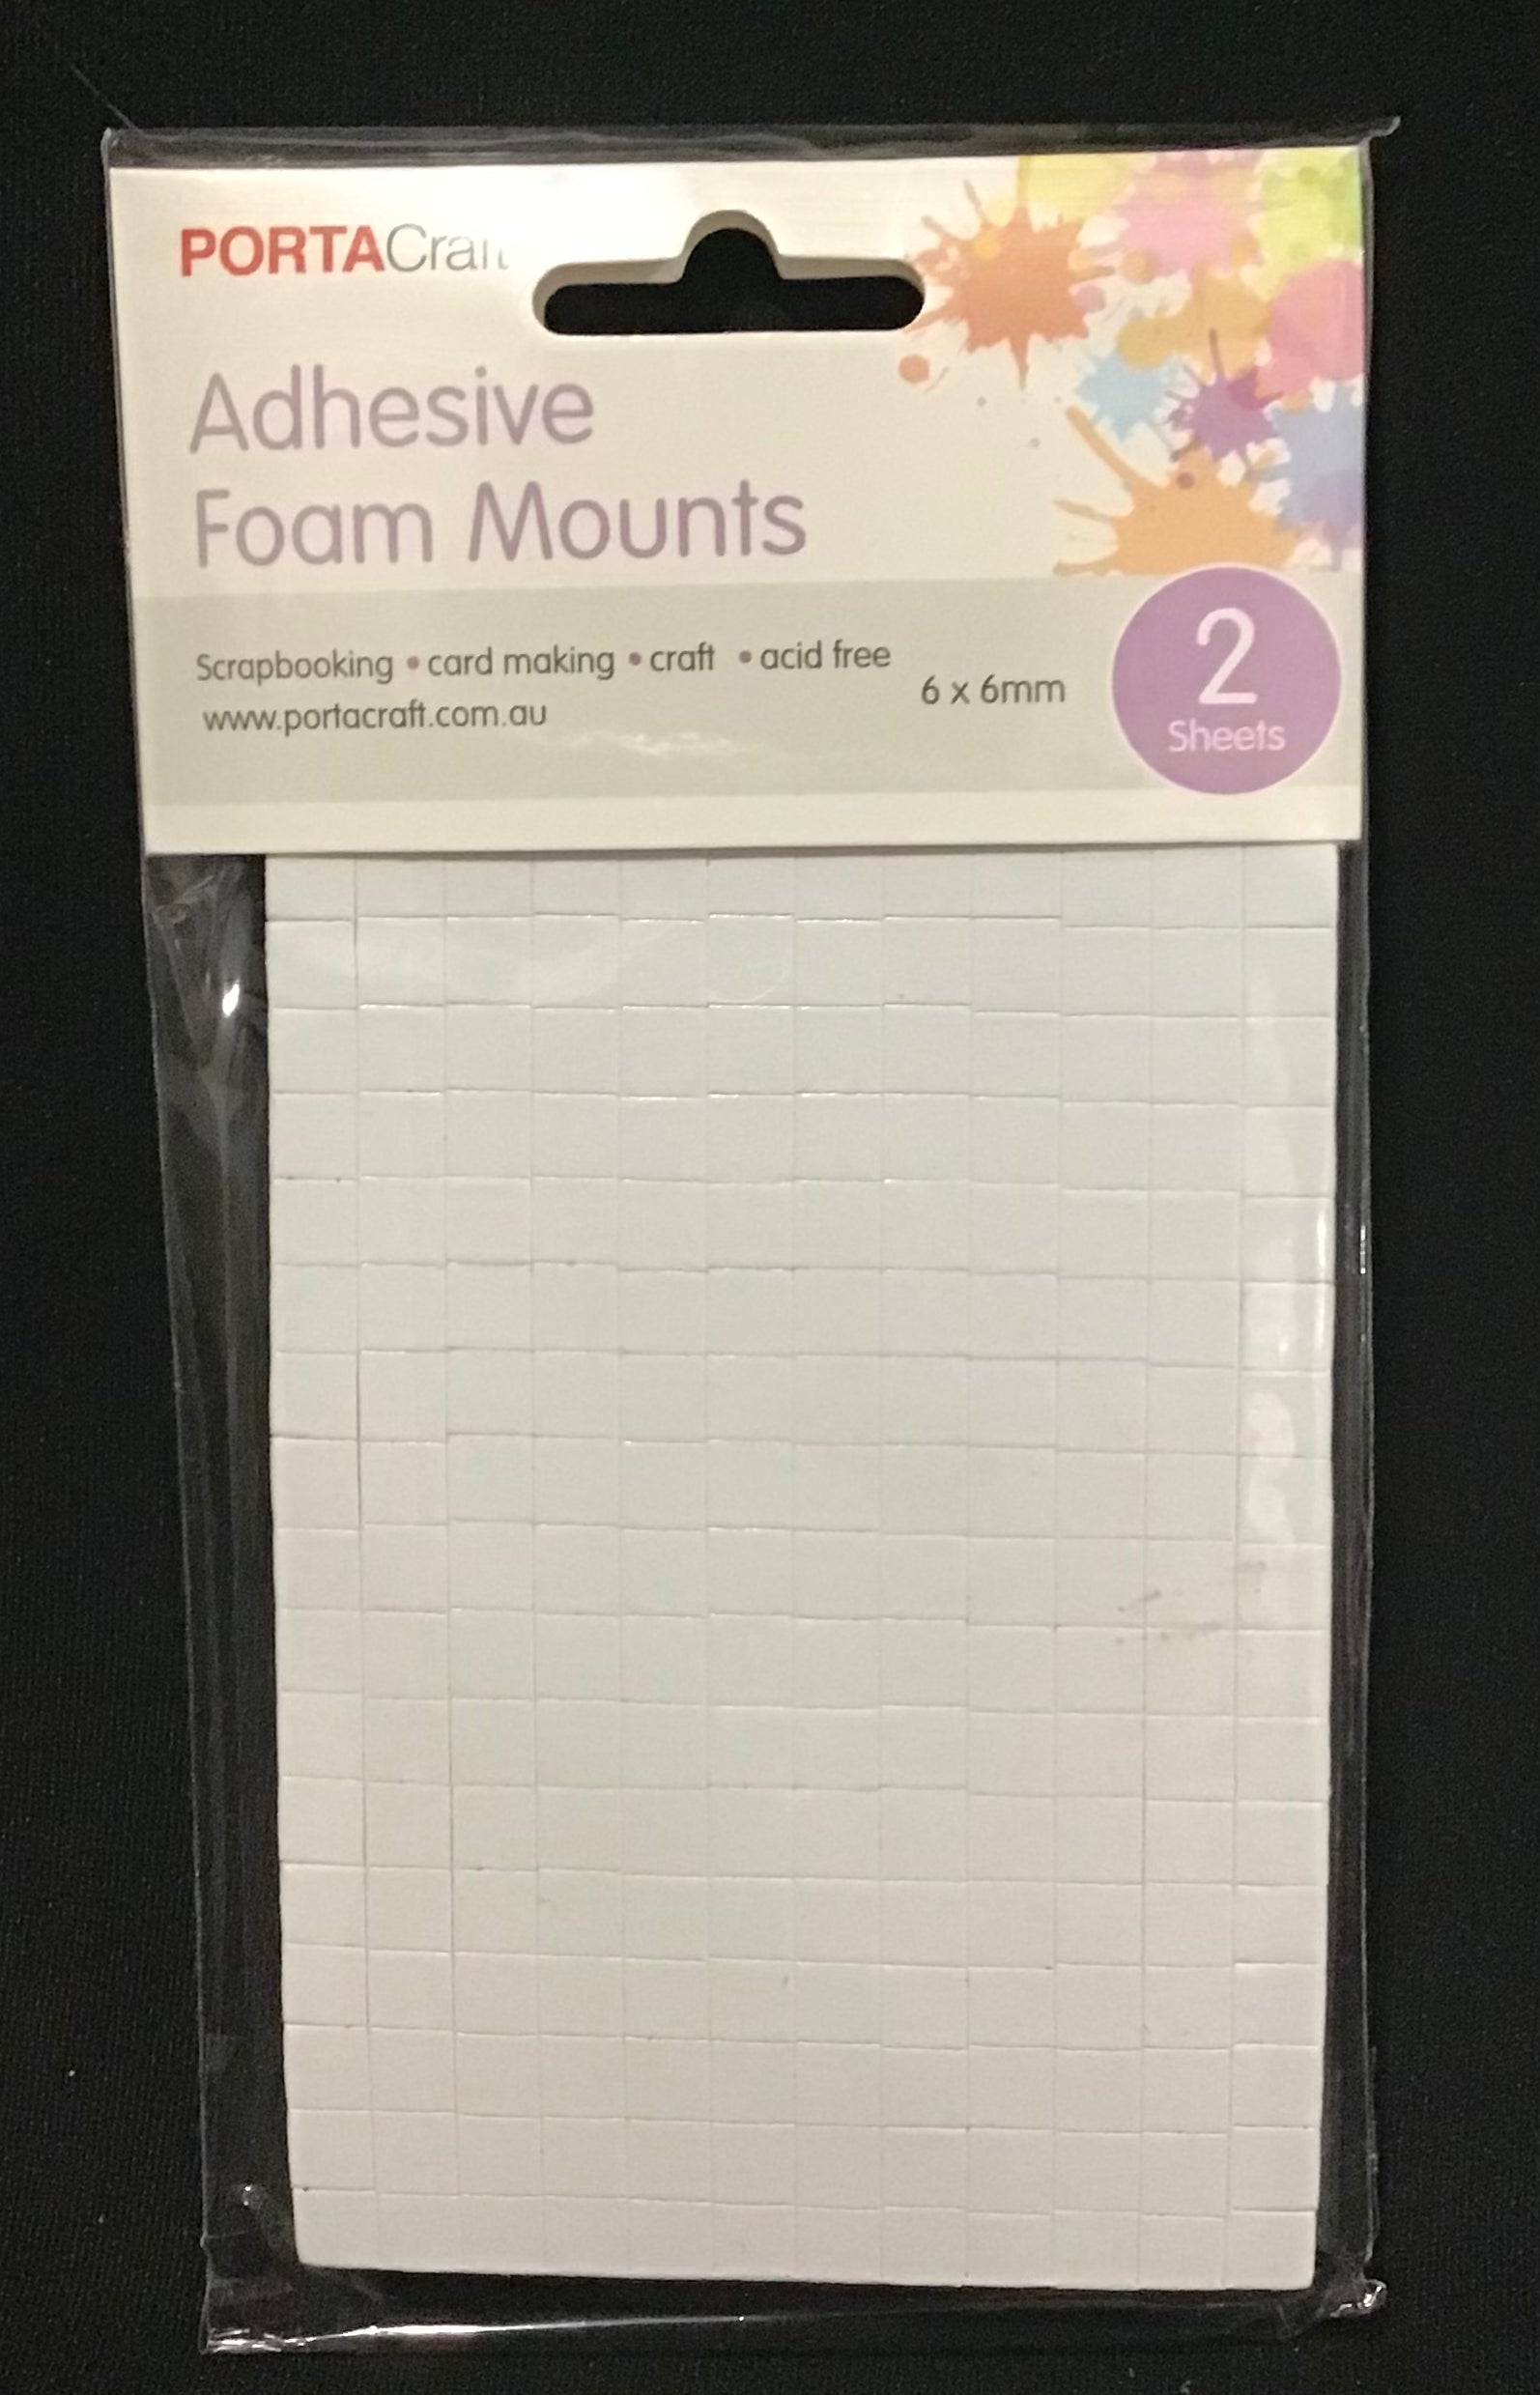 PORTACraft
Adhesive
Foam Mounts
Scrapbooking • card making • craft • acid free
www.portacraft.com.au
6 x 6mm
2
Sheets